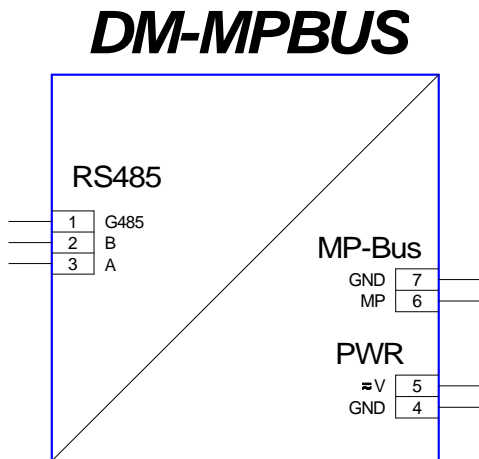 DM-MPBUS
RS485
1 G485
2 B
3 A
MP-Bus
GND 7
MP 6
PWR
≂V 5
GND 4